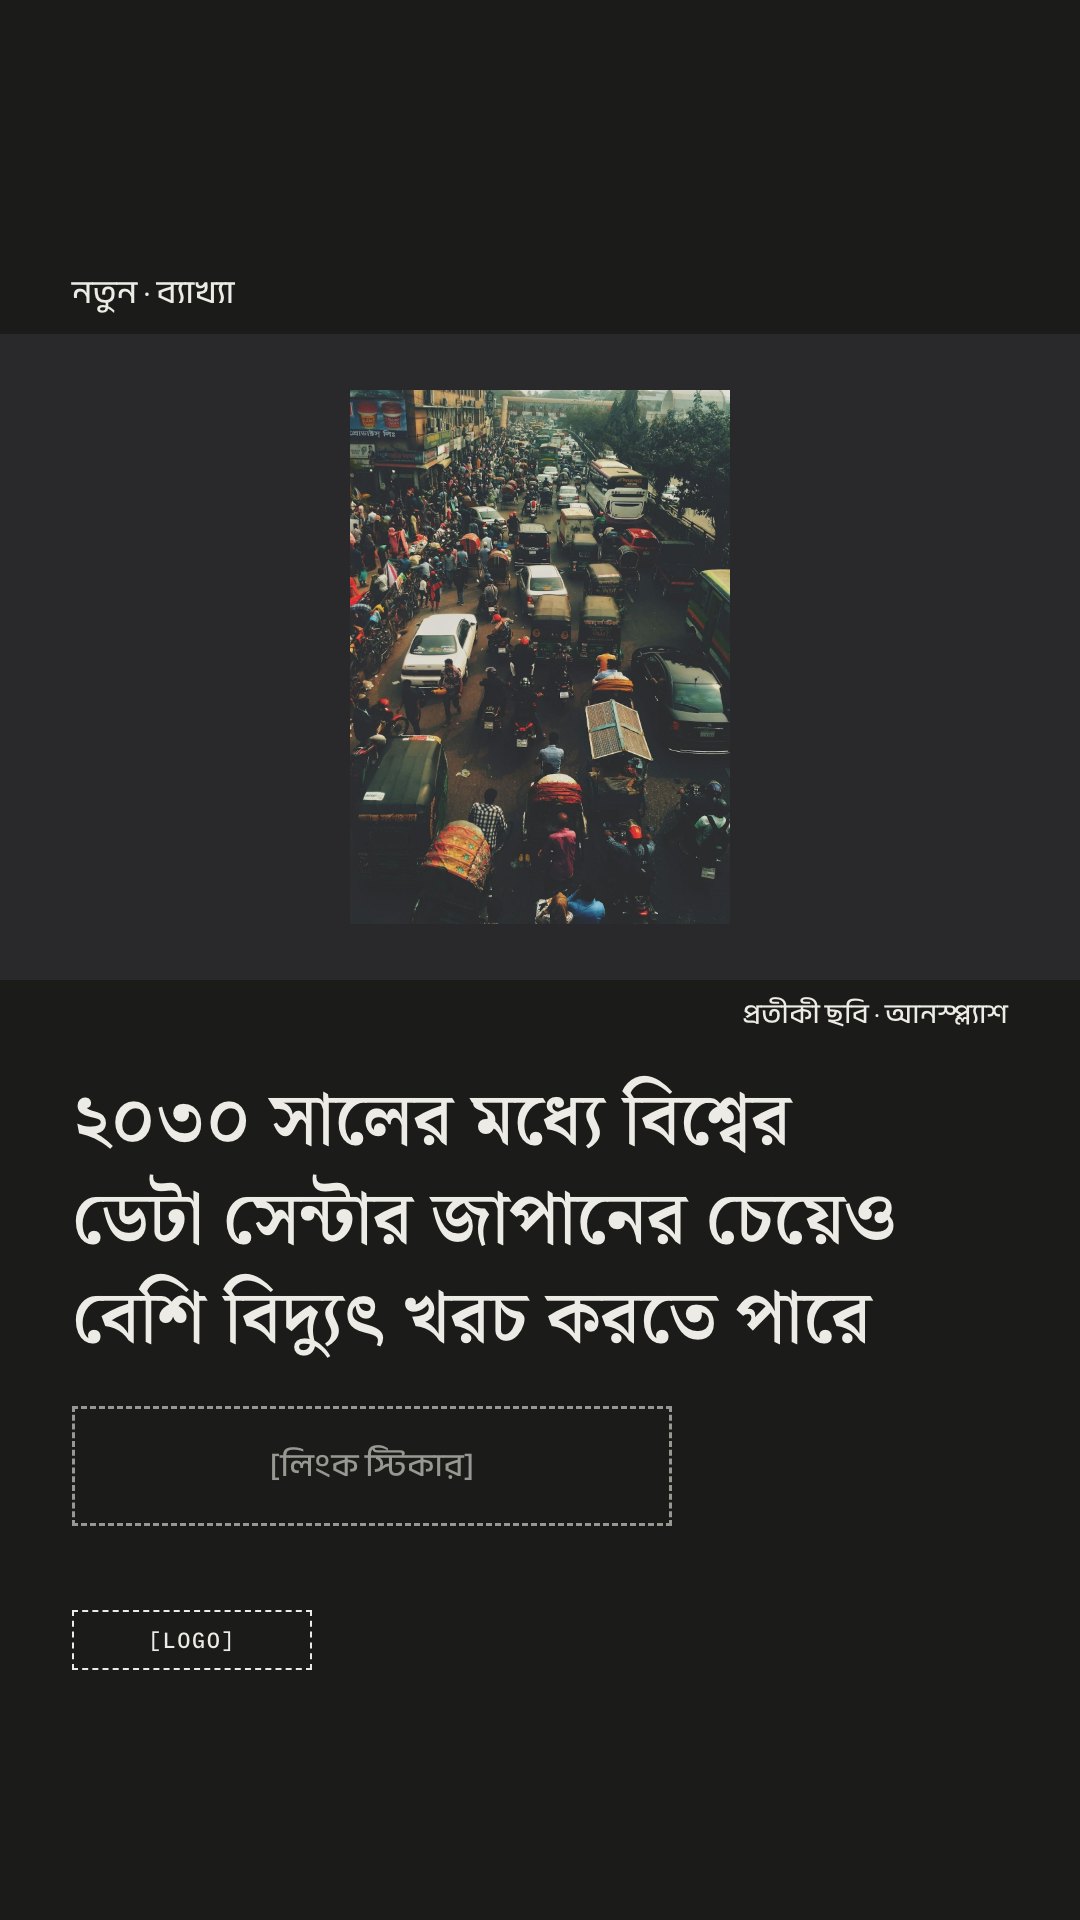 নতুন · ব্যাখ্যা
প্রতীকী ছবি · আনস্প্ল্যাশ
২০৩০ সালের মধ্যে বিশ্বের
ডেটা সেন্টার জাপানের চেয়েও
বেশি বিদ্যুৎ খরচ করতে পারে
[লিংক স্টিকার]
[LOGO]